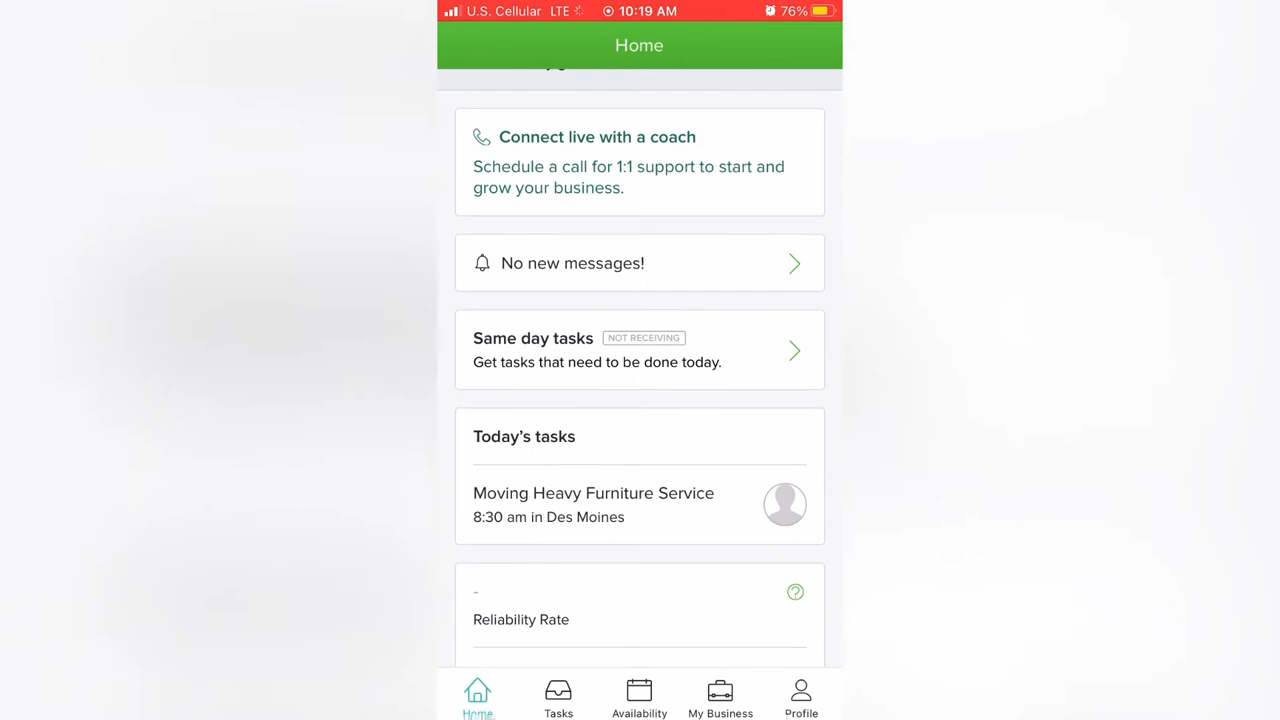 U.S. Cellular LTE 10:19 AM 76%
Home
Connect live with a coach
Schedule a call for 1:1 support to start and
grow your business.
No new messages!
Same day tasks NOT RECEIVING
Get tasks that need to be done today.
Today's tasks
Moving Heavy Furniture Service
8:30 am in Des Moines
-
Reliability Rate
Home Tasks Availability My Business Profile